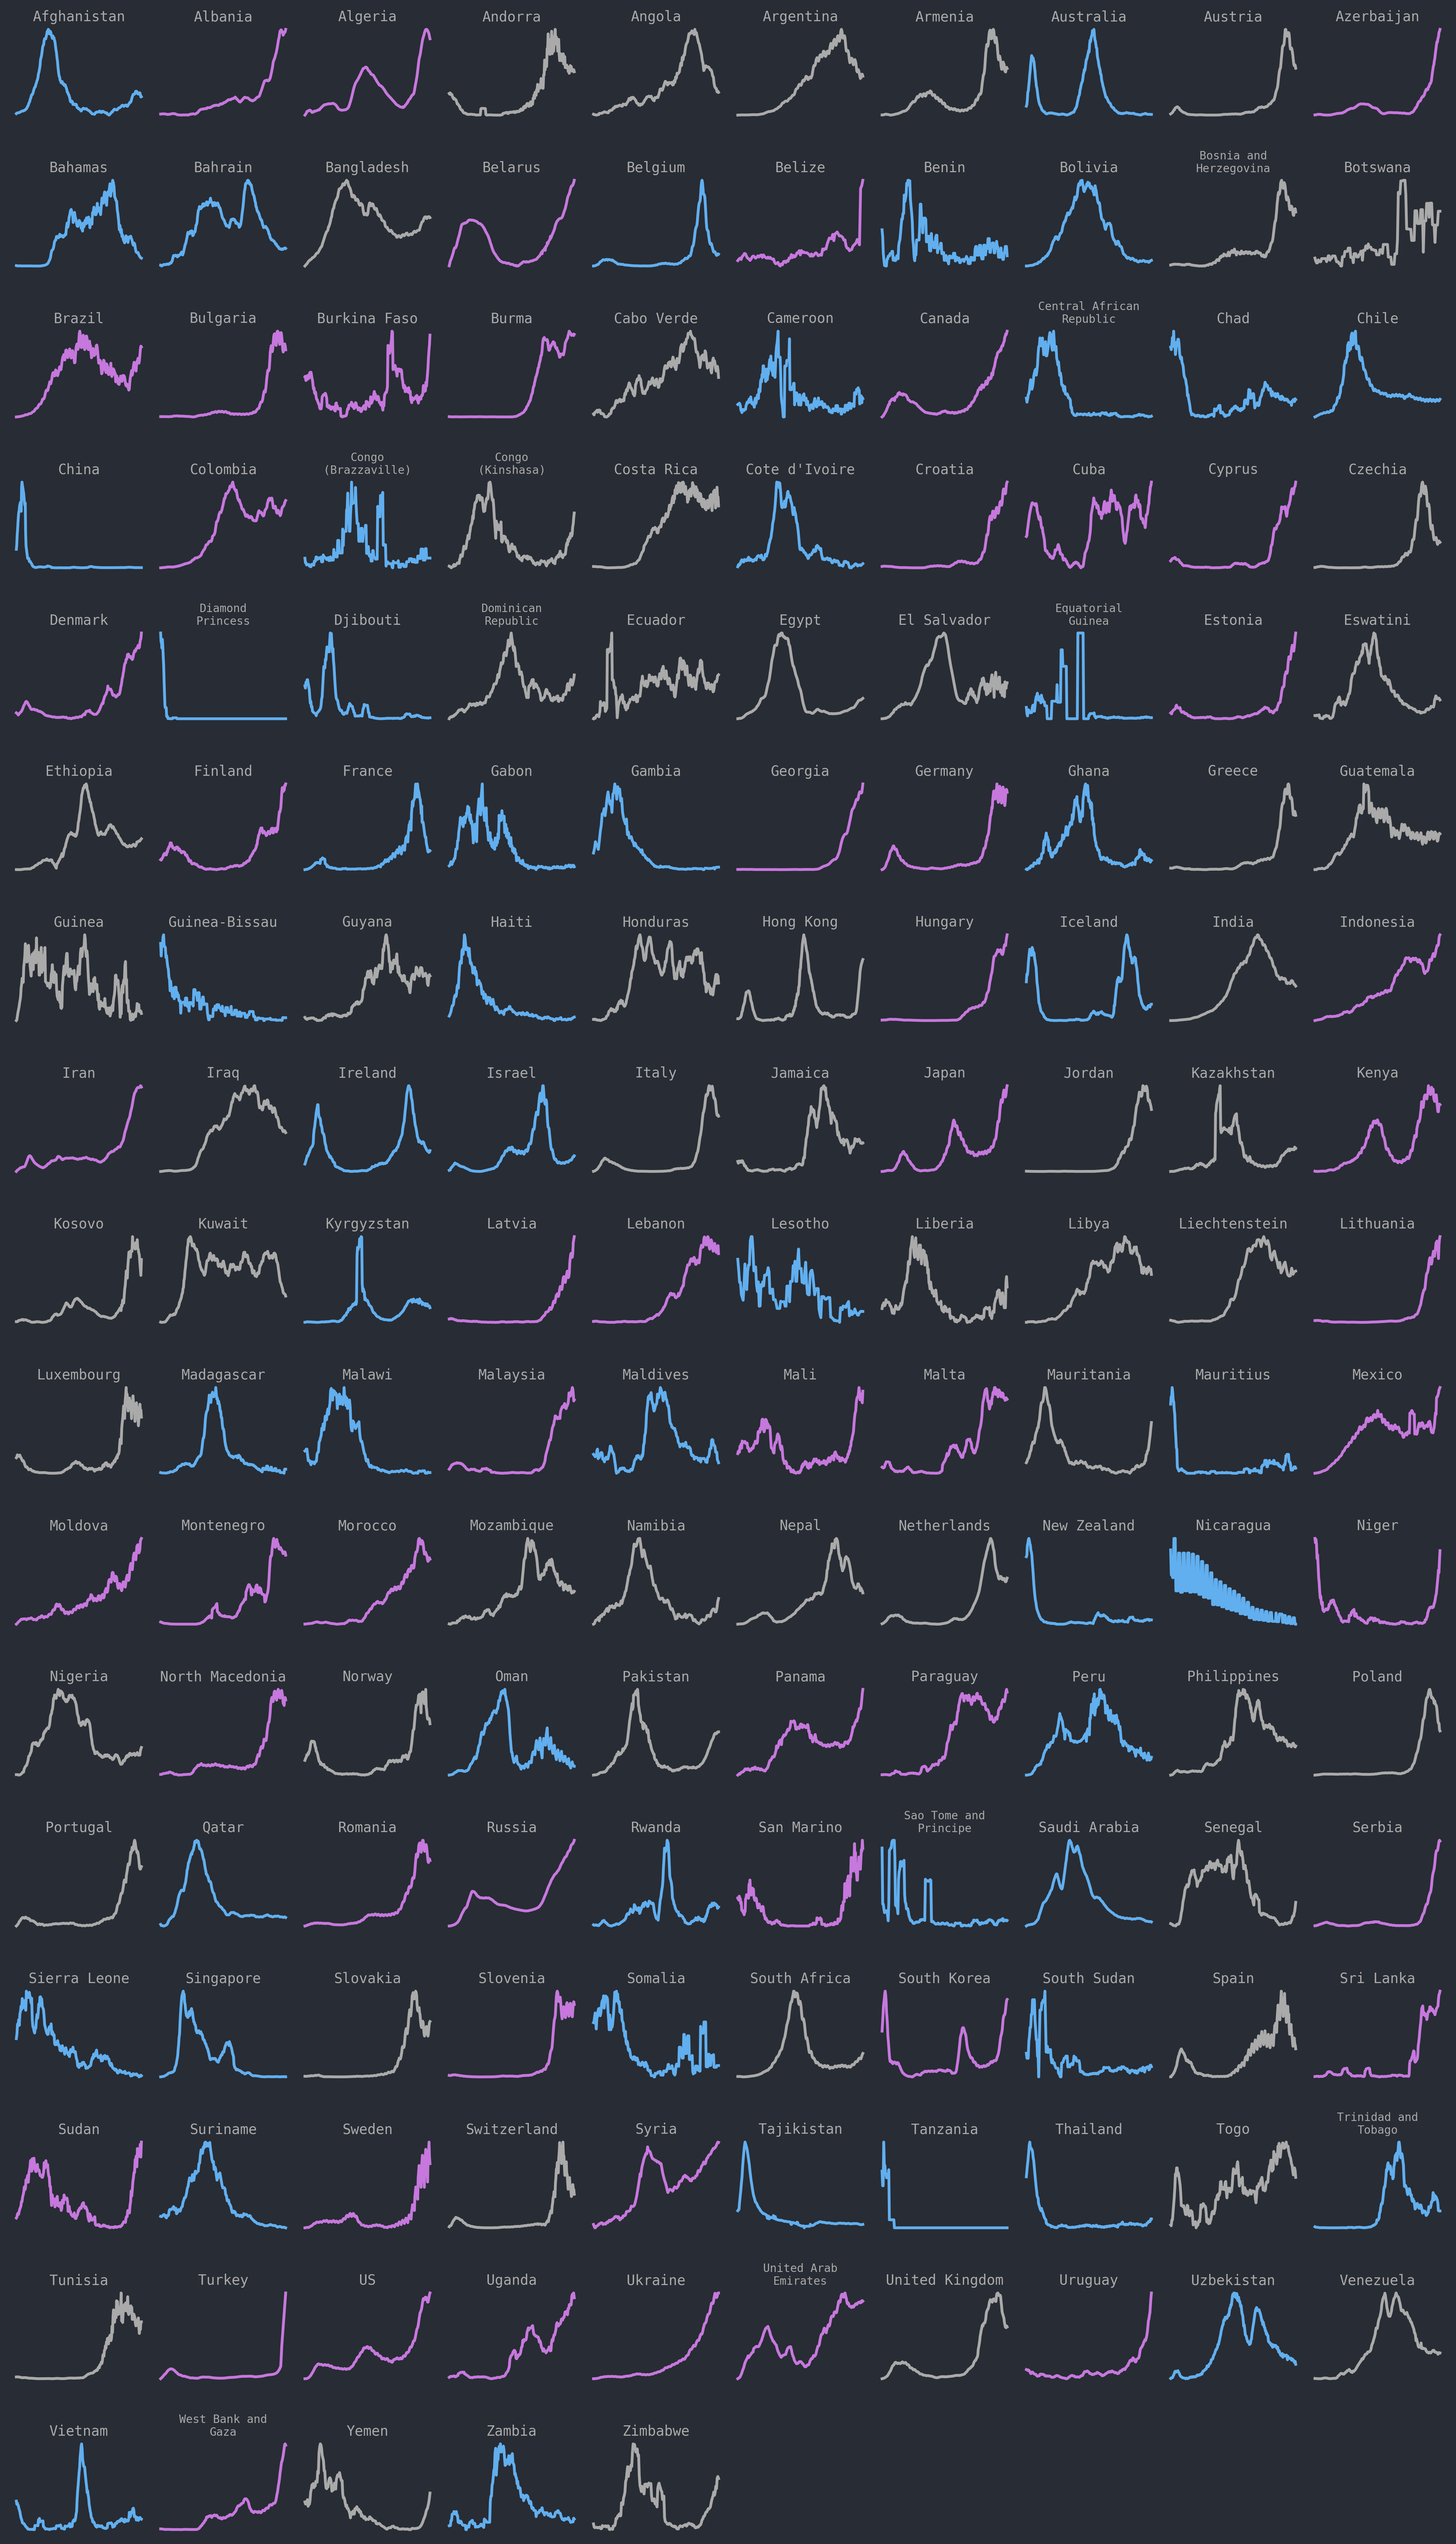 Afghanistan
Albania
Algeria
Andorra
Angola
Argentina
Armenia
Australia
Austria
Azerbaijan
Bahamas
Bahrain
Bangladesh
Belarus
Belgium
Belize
Benin
Bolivia
Bosnia and
Herzegovina
Botswana
Brazil
Bulgaria
Burkina Faso
Burma
Cabo Verde
Cameroon
Canada
Central African
Republic
Chad
Chile
China
Colombia
Congo
(Brazzaville)
Congo
(Kinshasa)
Costa Rica
Cote d'Ivoire
Croatia
Cuba
Cyprus
Czechia
Denmark
Diamond
Princess
Djibouti
Dominican
Republic
Ecuador
Egypt
El Salvador
Equatorial
Guinea
Estonia
Eswatini
Ethiopia
Finland
France
Gabon
Gambia
Georgia
Germany
Ghana
Greece
Guatemala
Guinea
Guinea-Bissau
Guyana
Haiti
Honduras
Hong Kong
Hungary
Iceland
India
Indonesia
Iran
Iraq
Ireland
Israel
Italy
Jamaica
Japan
Jordan
Kazakhstan
Kenya
Kosovo
Kuwait
Kyrgyzstan
Latvia
Lebanon
Lesotho
Liberia
Libya
Liechtenstein
Lithuania
Luxembourg
Madagascar
Malawi
Malaysia
Maldives
Mali
Malta
Mauritania
Mauritius
Mexico
Moldova
Montenegro
Morocco
Mozambique
Namibia
Nepal
Netherlands
New Zealand
Nicaragua
Niger
Nigeria
North Macedonia
Norway
Oman
Pakistan
Panama
Paraguay
Peru
Philippines
Poland
Portugal
Qatar
Romania
Russia
Rwanda
San Marino
Sao Tome and
Principe
Saudi Arabia
Senegal
Serbia
Sierra Leone
Singapore
Slovakia
Slovenia
Somalia
South Africa
South Korea
South Sudan
Spain
Sri Lanka
Sudan
Suriname
Sweden
Switzerland
Syria
Tajikistan
Tanzania
Thailand
Togo
Trinidad and
Tobago
Tunisia
Turkey
US
Uganda
Ukraine
United Arab
Emirates
United Kingdom
Uruguay
Uzbekistan
Venezuela
Vietnam
West Bank and
Gaza
Yemen
Zambia
Zimbabwe